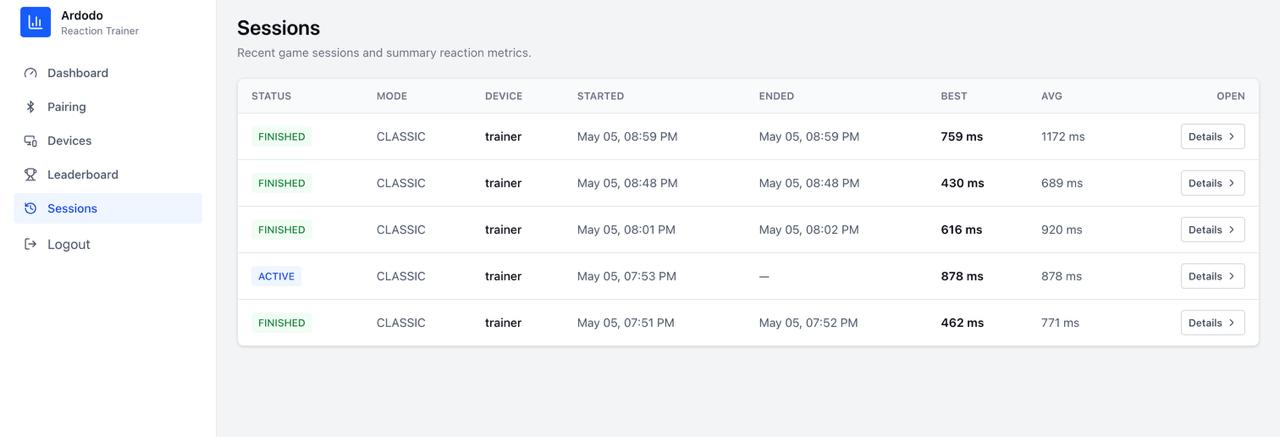 Ardodo
Reaction Trainer
Dashboard
Pairing
Devices
Leaderboard
Sessions
Logout
Sessions
Recent game sessions and summary reaction metrics.
STATUS MODE DEVICE STARTED ENDED BEST AVG OPEN
FINISHED CLASSIC trainer May 05, 08:59 PM May 05, 08:59 PM 759 ms 1172 ms Details
FINISHED CLASSIC trainer May 05, 08:48 PM May 05, 08:48 PM 430 ms 689 ms Details
FINISHED CLASSIC trainer May 05, 08:01 PM May 05, 08:02 PM 616 ms 920 ms Details
ACTIVE CLASSIC trainer May 05, 07:53 PM — 878 ms 878 ms Details
FINISHED CLASSIC trainer May 05, 07:51 PM May 05, 07:52 PM 462 ms 771 ms Details